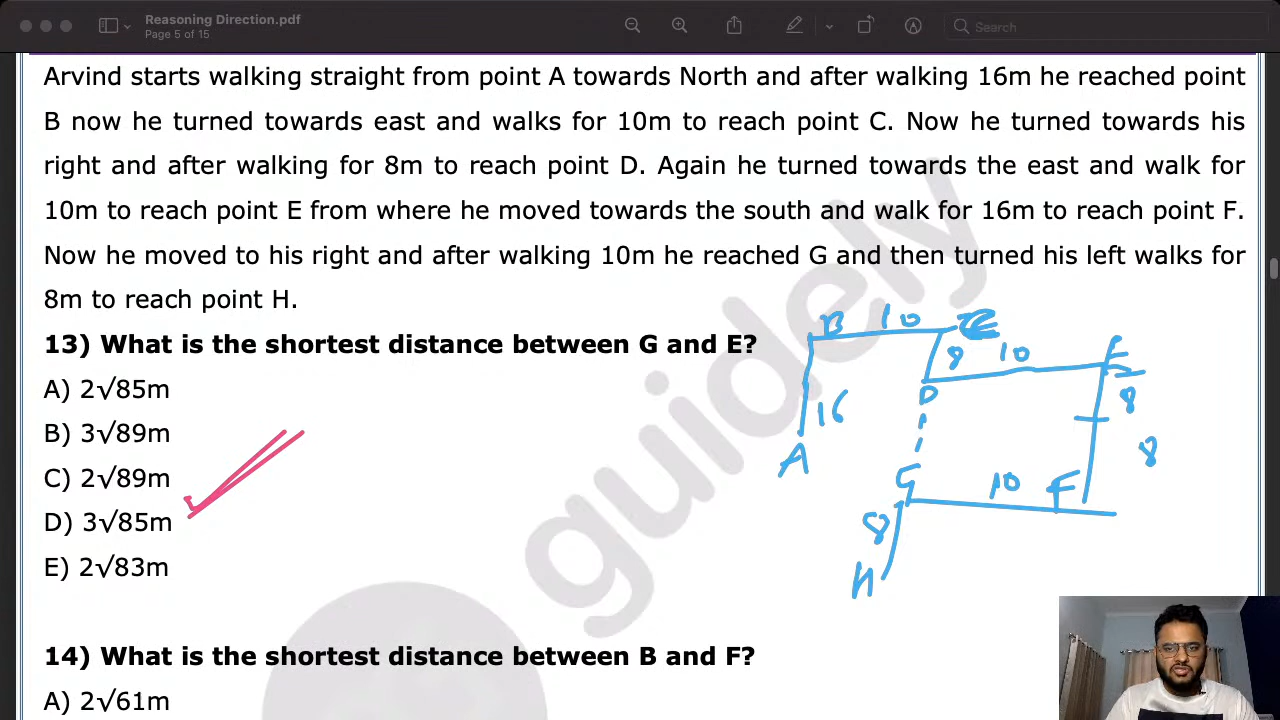 Reasoning Direction.pdf
Page 5 of 15
Search
Arvind starts walking straight from point A towards North and after walking 16m he reached point
B now he turned towards east and walks for 10m to reach point C. Now he turned towards his
right and after walking for 8m to reach point D. Again he turned towards the east and walk for
10m to reach point E from where he moved towards the south and walk for 16m to reach point F.
Now he moved to his right and after walking 10m he reached G and then turned his left walks for
8m to reach point H.
13) What is the shortest distance between G and E?
A) 2√85m
B) 3√89m
C) 2√89m
D) 3√85m
E) 2√83m
B 10
8 10 E
16 D 8
A 8
G 10 F
8
H
guidely
14) What is the shortest distance between B and F?
A) 2√61m